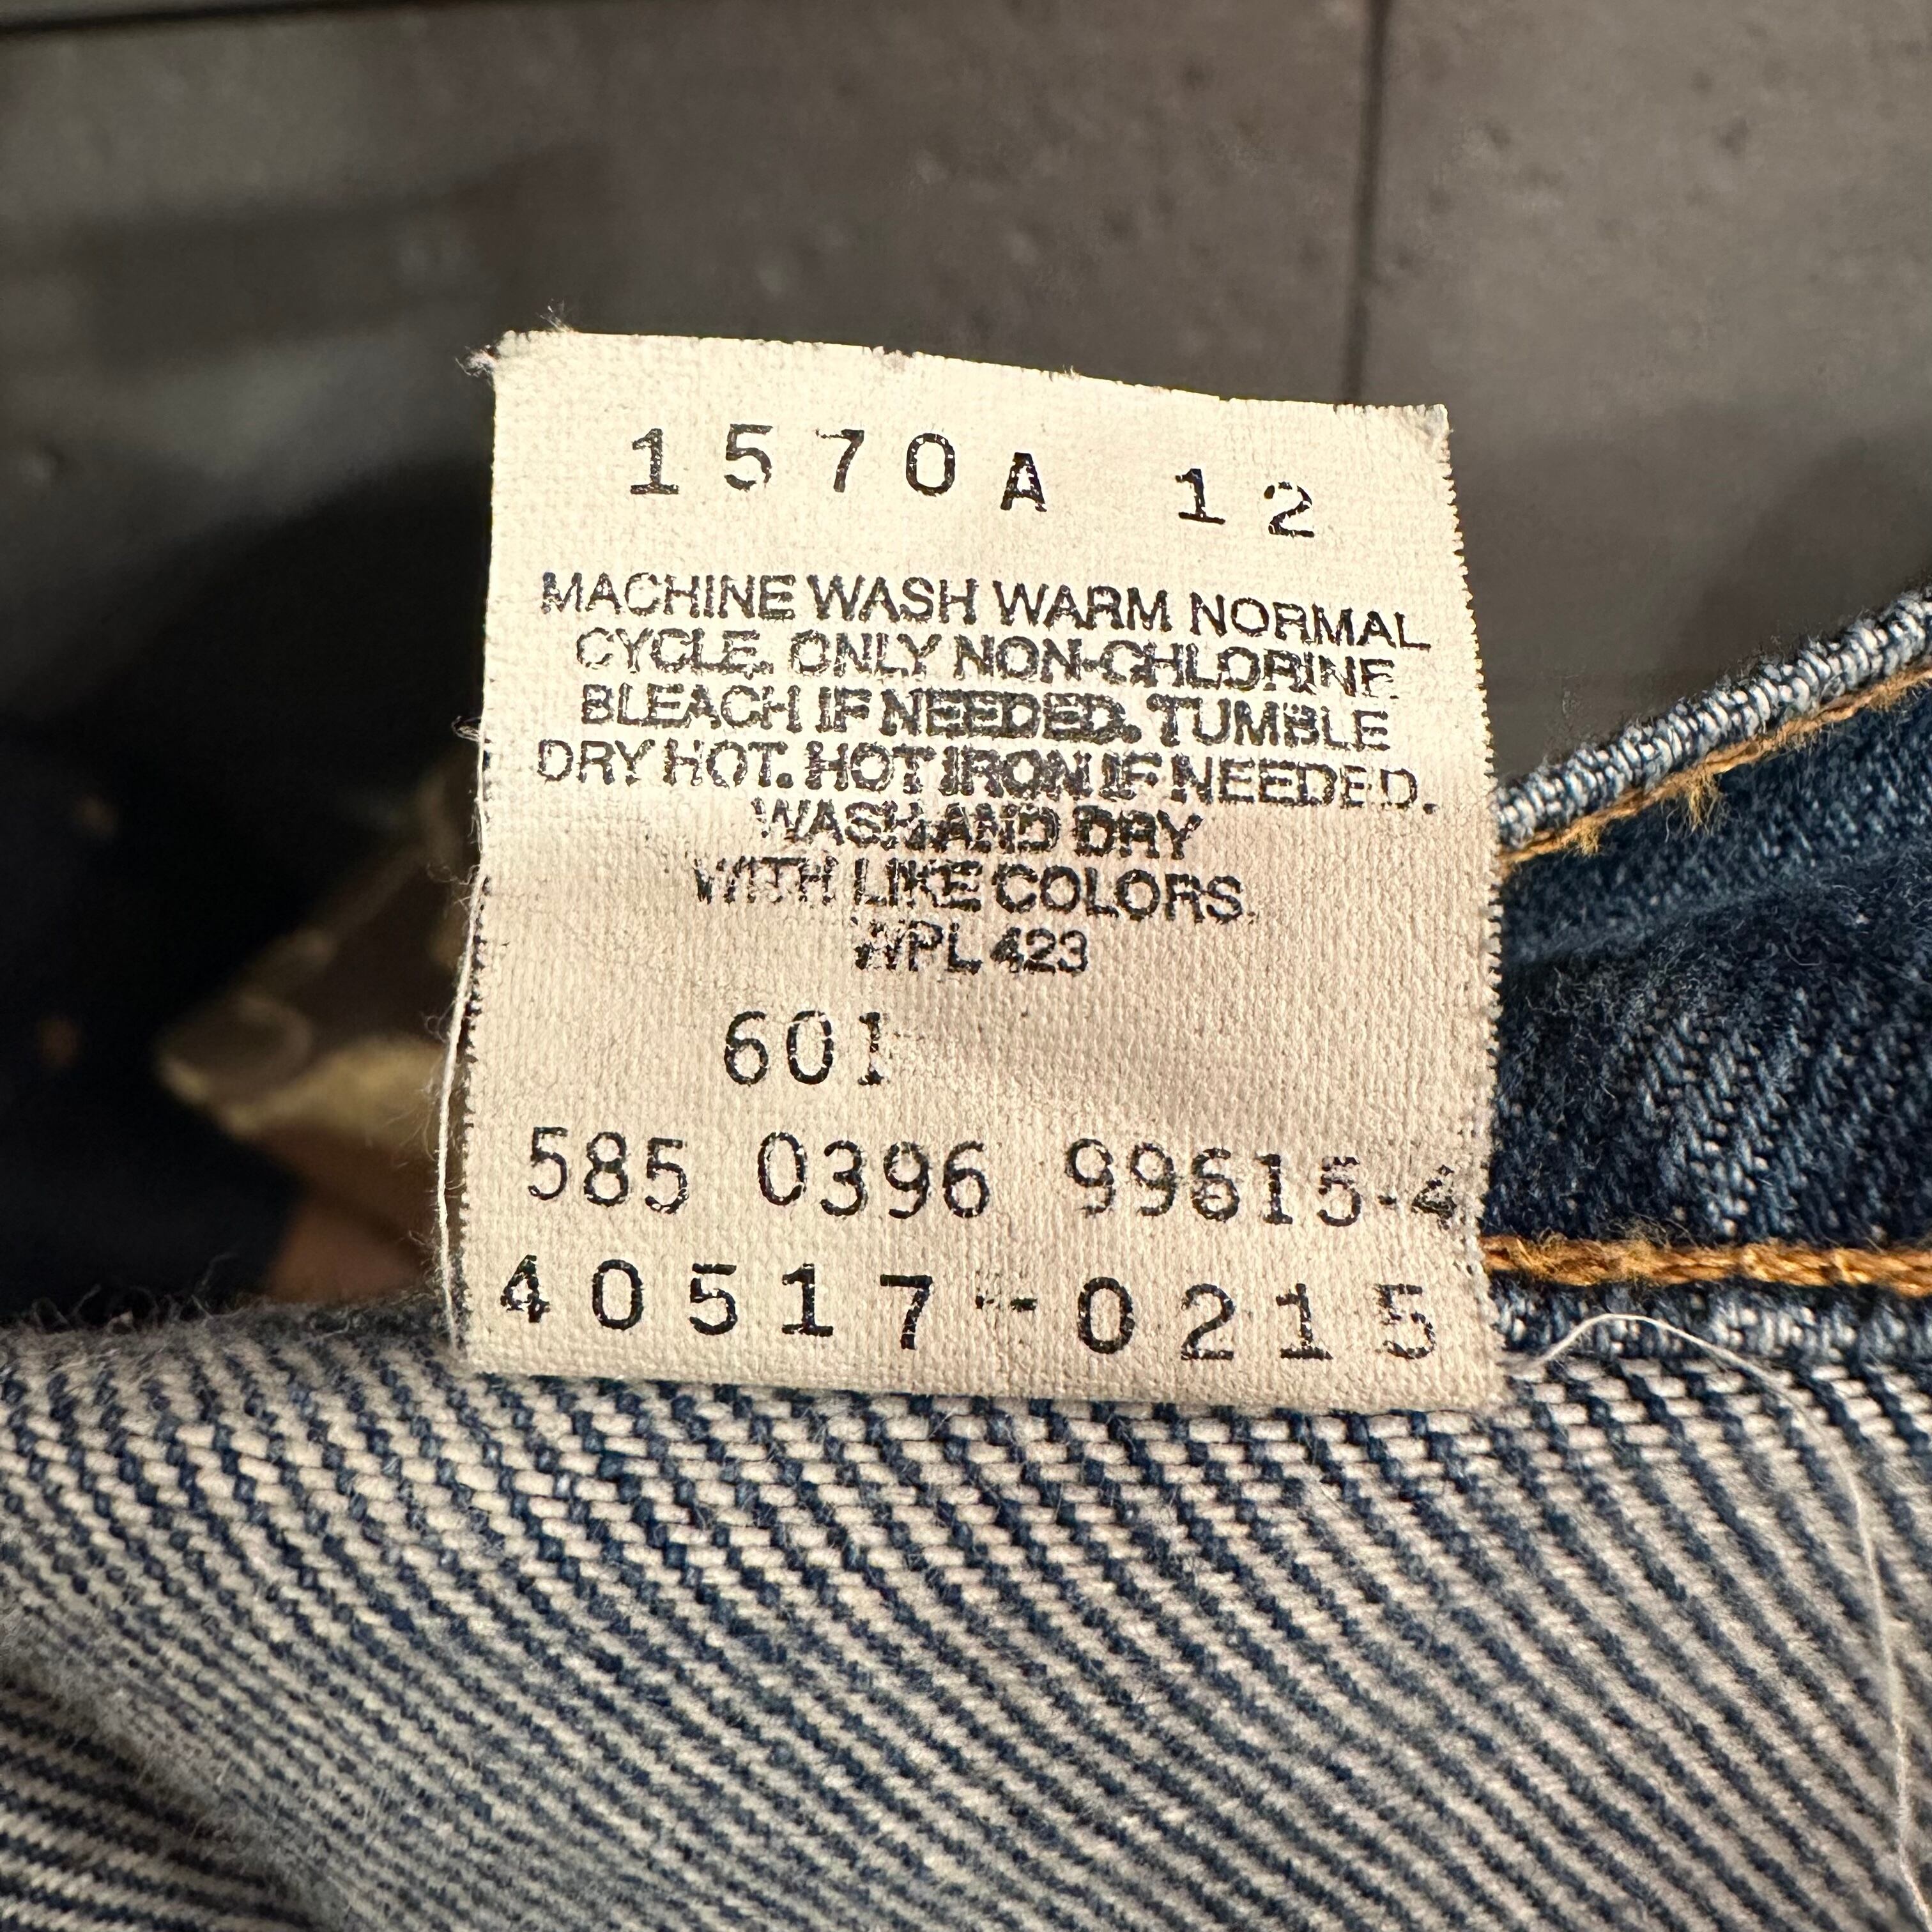 1570A 12
MACHINE WASH WARM NORMAL
CYCLE. ONLY NON-CHLORINE
BLEACH IF NEEDED. TUMBLE
DRY HOT. HOT IRON IF NEEDED.
WASH AND DRY
WITH LIKE COLORS.
WPL 423
601
585 0396 99615-4
40517-0215